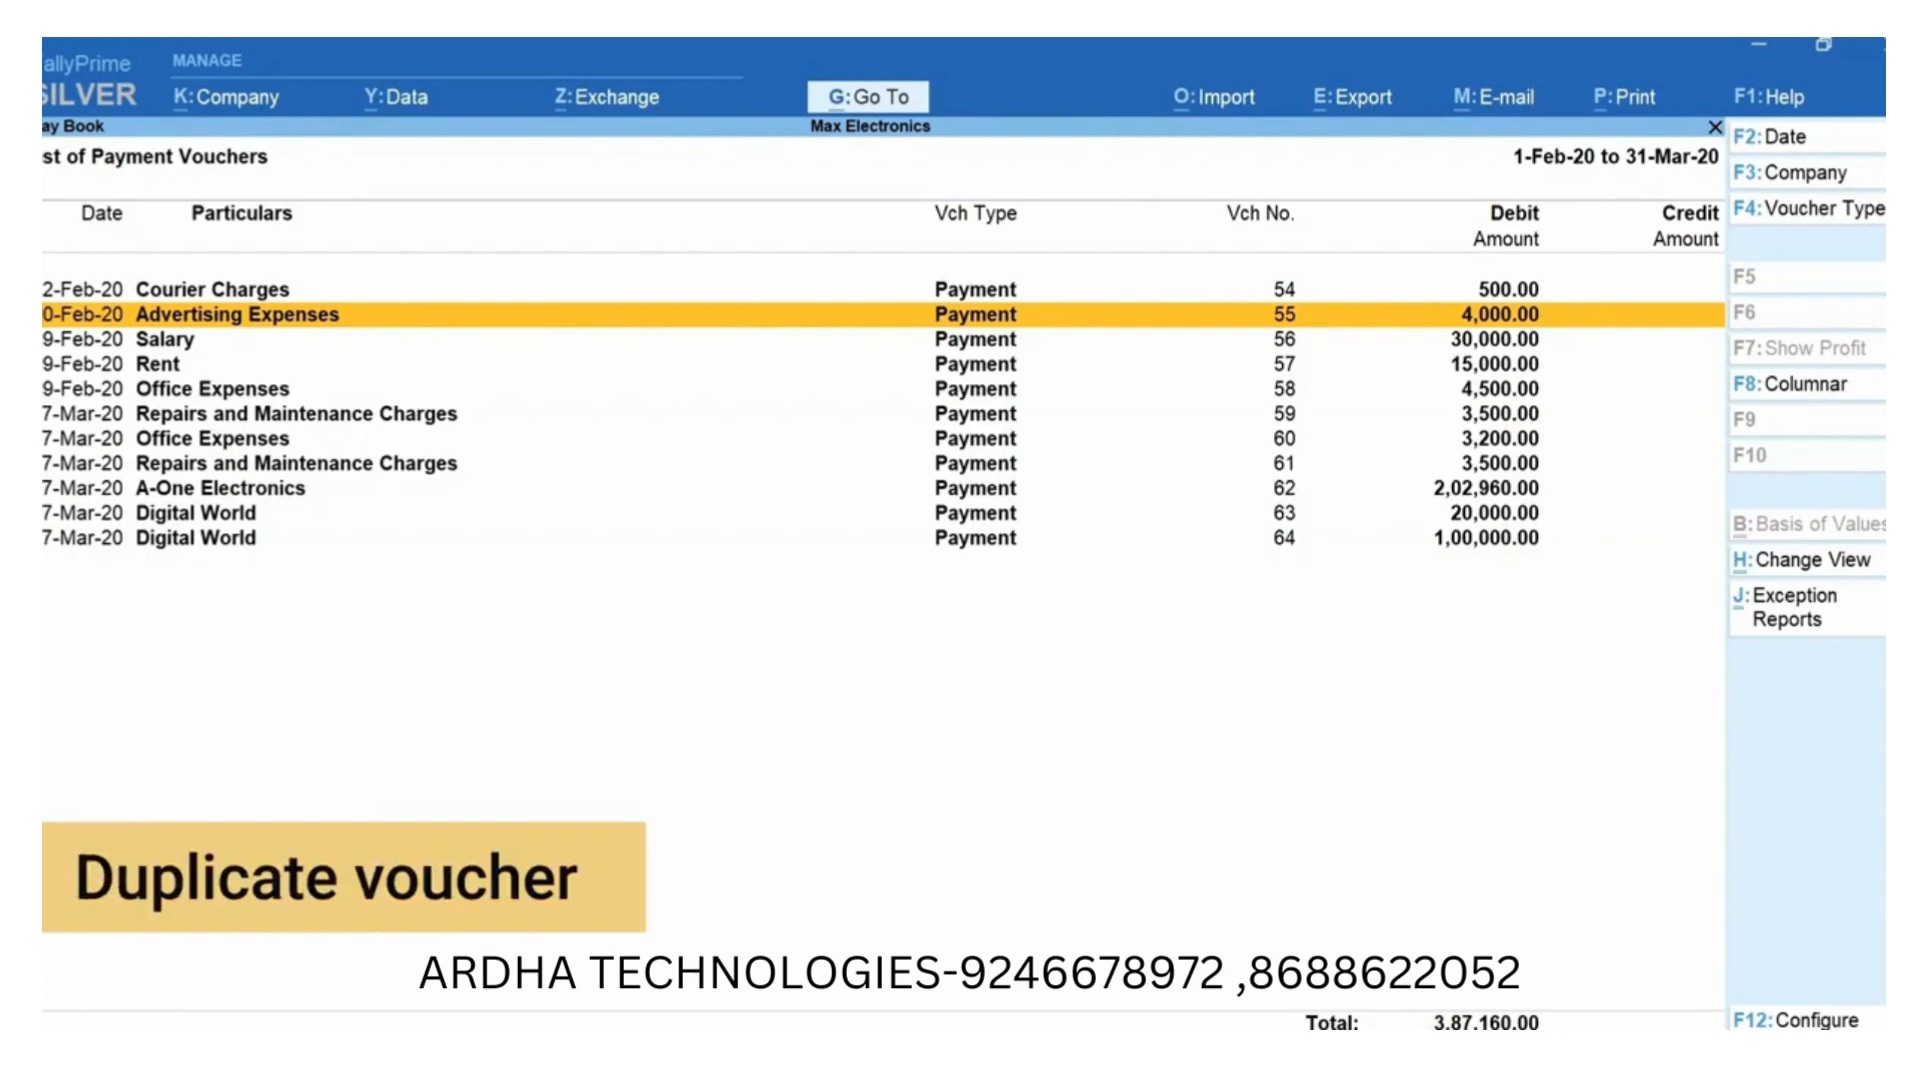 allyPrime MANAGE
SILVER K:Company Y:Data Z:Exchange G:Go To O:Import E:Export M:E-mail P:Print F1:Help
ay Book Max Electronics
st of Payment Vouchers 1-Feb-20 to 31-Mar-20
Date Particulars Vch Type Vch No. Debit Credit
Amount Amount
2-Feb-20 Courier Charges Payment 54 500.00
0-Feb-20 Advertising Expenses Payment 55 4,000.00
9-Feb-20 Salary Payment 56 30,000.00
9-Feb-20 Rent Payment 57 15,000.00
9-Feb-20 Office Expenses Payment 58 4,500.00
7-Mar-20 Repairs and Maintenance Charges Payment 59 3,500.00
7-Mar-20 Office Expenses Payment 60 3,200.00
7-Mar-20 Repairs and Maintenance Charges Payment 61 3,500.00
7-Mar-20 A-One Electronics Payment 62 2,02,960.00
7-Mar-20 Digital World Payment 63 20,000.00
7-Mar-20 Digital World Payment 64 1,00,000.00
F2:Date
F3:Company
F4:Voucher Type
F5
F6
F7:Show Profit
F8:Columnar
F9
F10
B:Basis of Values
H:Change View
J:Exception
Reports
Duplicate voucher
ARDHA TECHNOLOGIES-9246678972 ,8688622052
Total: 3,87,160.00
F12:Configure